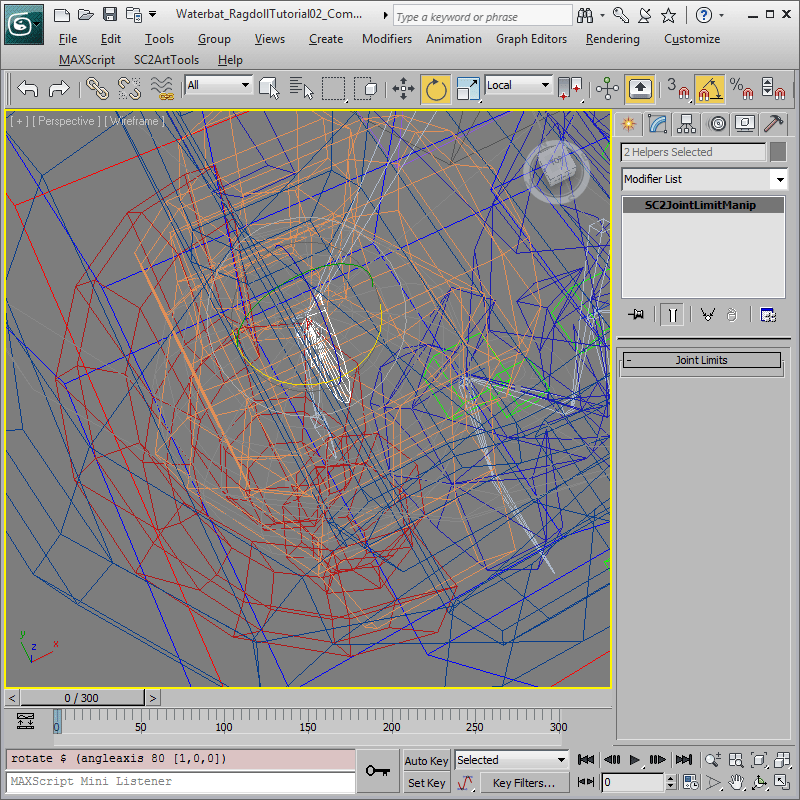 Waterbat_RagdollTutorial02_Com...
Type a keyword or phrase
File Edit Tools Group Views Create Modifiers Animation Graph Editors Rendering Customize
MAXScript SC2ArtTools Help
All
Local
3
%
[ + ] [ Perspective ] [ Wireframe ]
2 Helpers Selected
Modifier List
SC2JointLimitManip
- Joint Limits
y
z
x
< 0 / 300 >
0 50 100 150 200 250 300
rotate $ (angleaxis 80 [1,0,0])
MAXScript Mini Listener
Auto Key
Selected
Set Key
Key Filters...
0